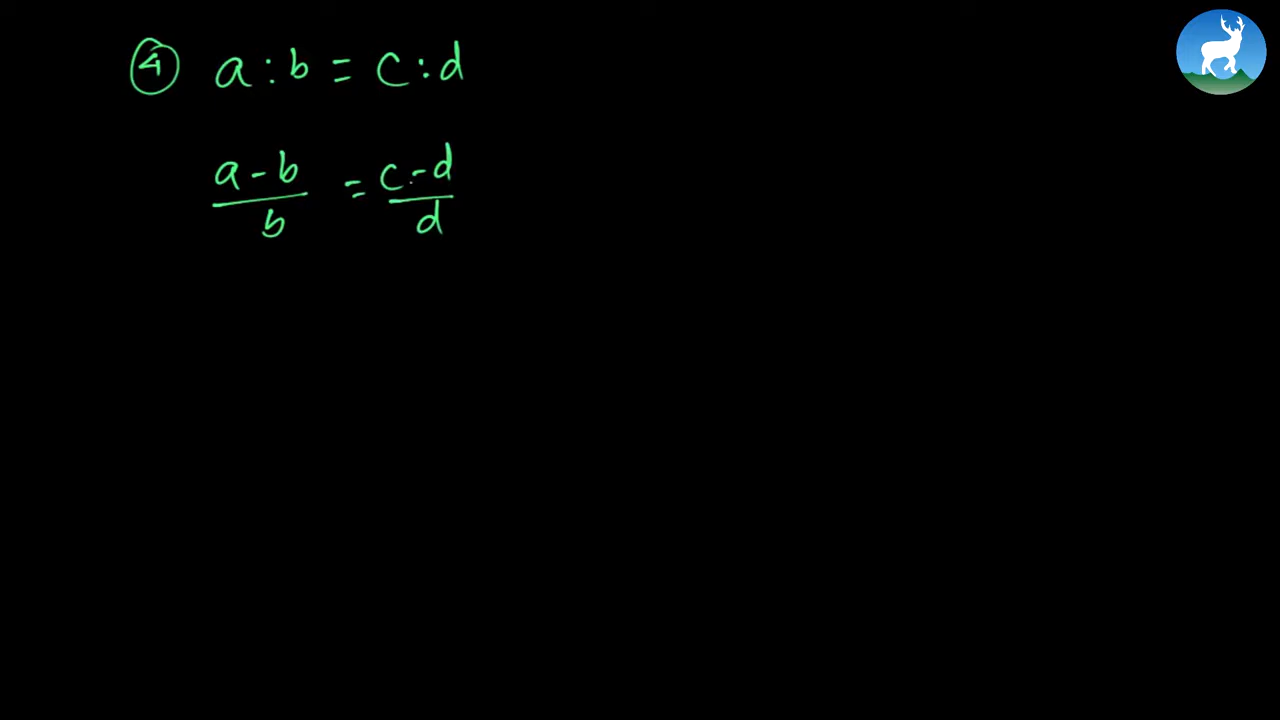 ④ a : b = c : d
a - b / b = c - d / d